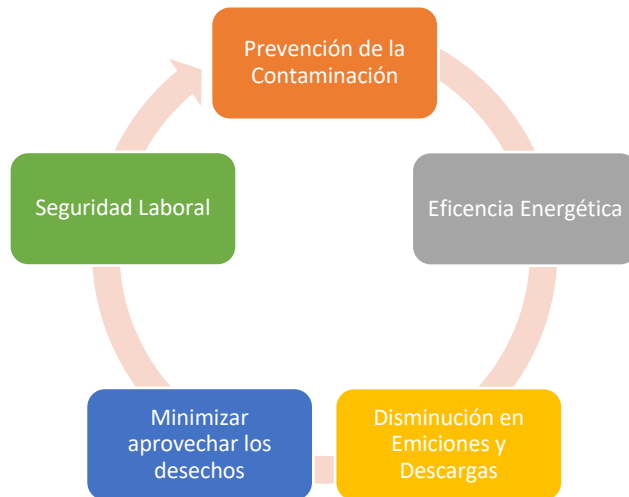 Prevención de la
Contaminación
Eficencia Energética
Disminución en
Emiciones y
Descargas
Minimizar
aprovechar los
desechos
Seguridad Laboral